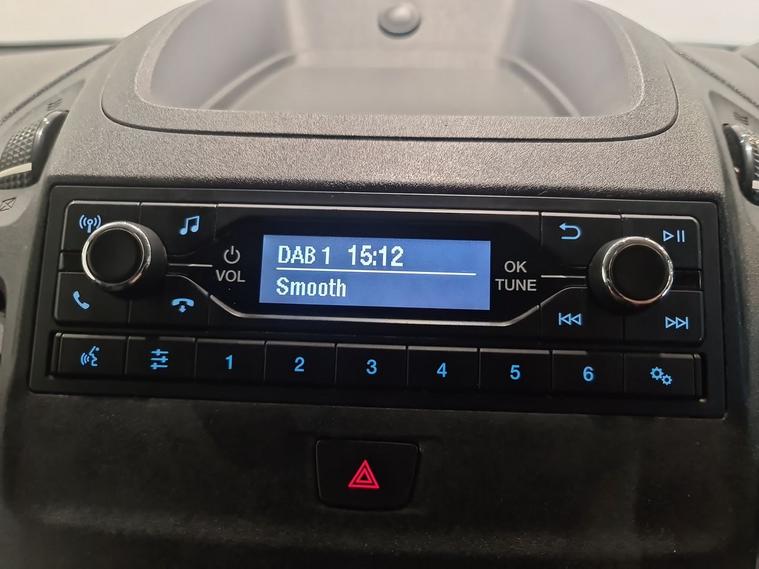 DAB 1 15:12
Smooth
VOL
OK
TUNE
1 2 3 4 5 6